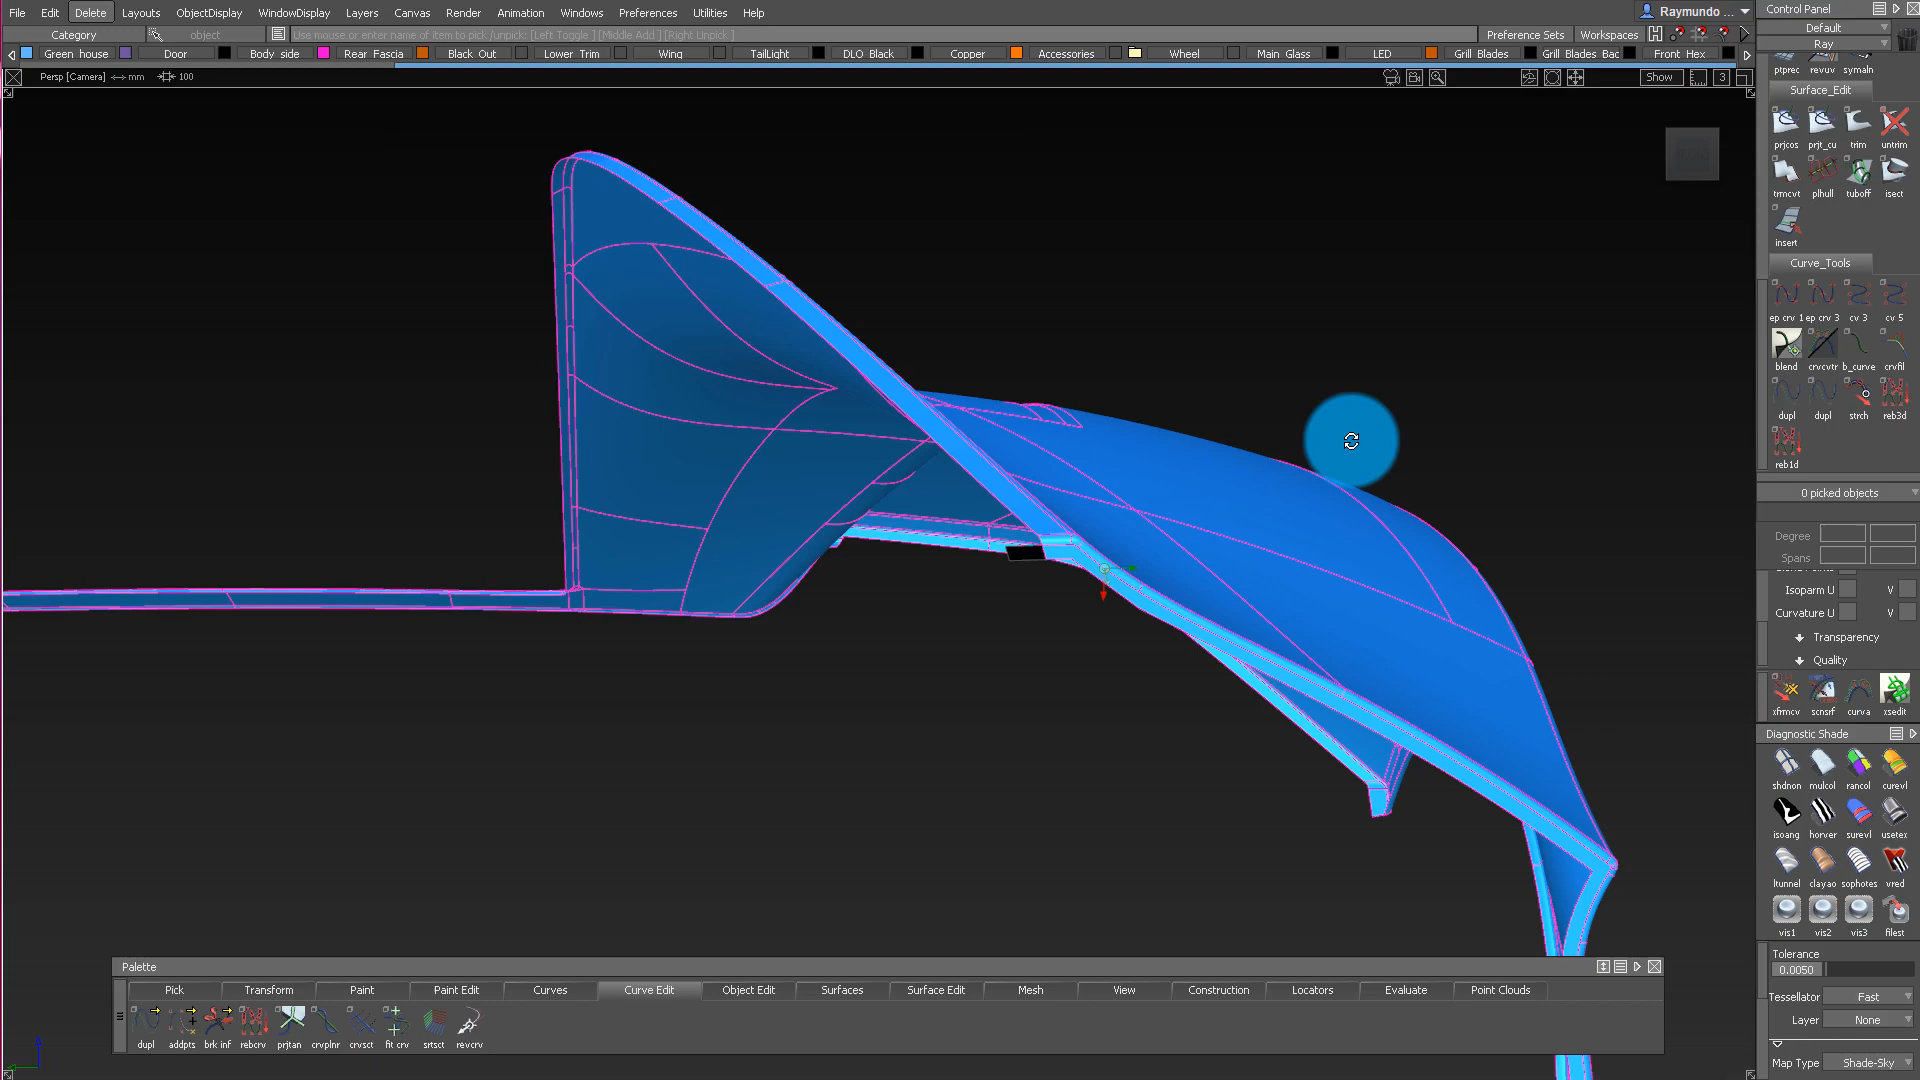 File Edit Delete Layouts ObjectDisplay WindowDisplay Layers Canvas Render Animation Windows Preferences Utilities Help
Raymundo ...
Category object Use mouse or enter name of item to pick /unpick: [Left Toggle ] [Middle Add ] [Right Unpick ]
Preference Sets Workspaces
Green house Door Body side Rear Fascia Black Out Lower Trim Wing TailLight DLO Black Copper Accessories Wheel Main Glass LED Grill Blades Grill Blades Bac Front Hex
Persp [Camera] mm 100
Show 3
Control Panel
Default
Ray
ptprec revuv symaln
Surface_Edit
prjcos prjt_cu trim untrim
trmcvt plhull tuboff isect
insert
Curve_Tools
ep crv 1 ep crv 3 cv 3 cv 5
blend crvcvtr b_curve crvfil
dupl dupl strch reb3d
reb1d
0 picked objects
Degree
Spans
Isoparm U V
Curvature U V
Transparency
Quality
xfrmcv scnsrf curva xsedit
Diagnostic Shade
shdnon mulcol rancol curevl
isoang horver surevl usetex
ltunnel clayao sophotes vred
vis1 vis2 vis3 filest
Tolerance
0.0050
Tessellator Fast
Layer None
Map Type Shade-Sky
Palette
Pick Transform Paint Paint Edit Curves Curve Edit Object Edit Surfaces Surface Edit Mesh View Construction Locators Evaluate Point Clouds
dupl addpts brk inf rebcrv prjtan crvplnr crvsct fit crv srtsct revcrv